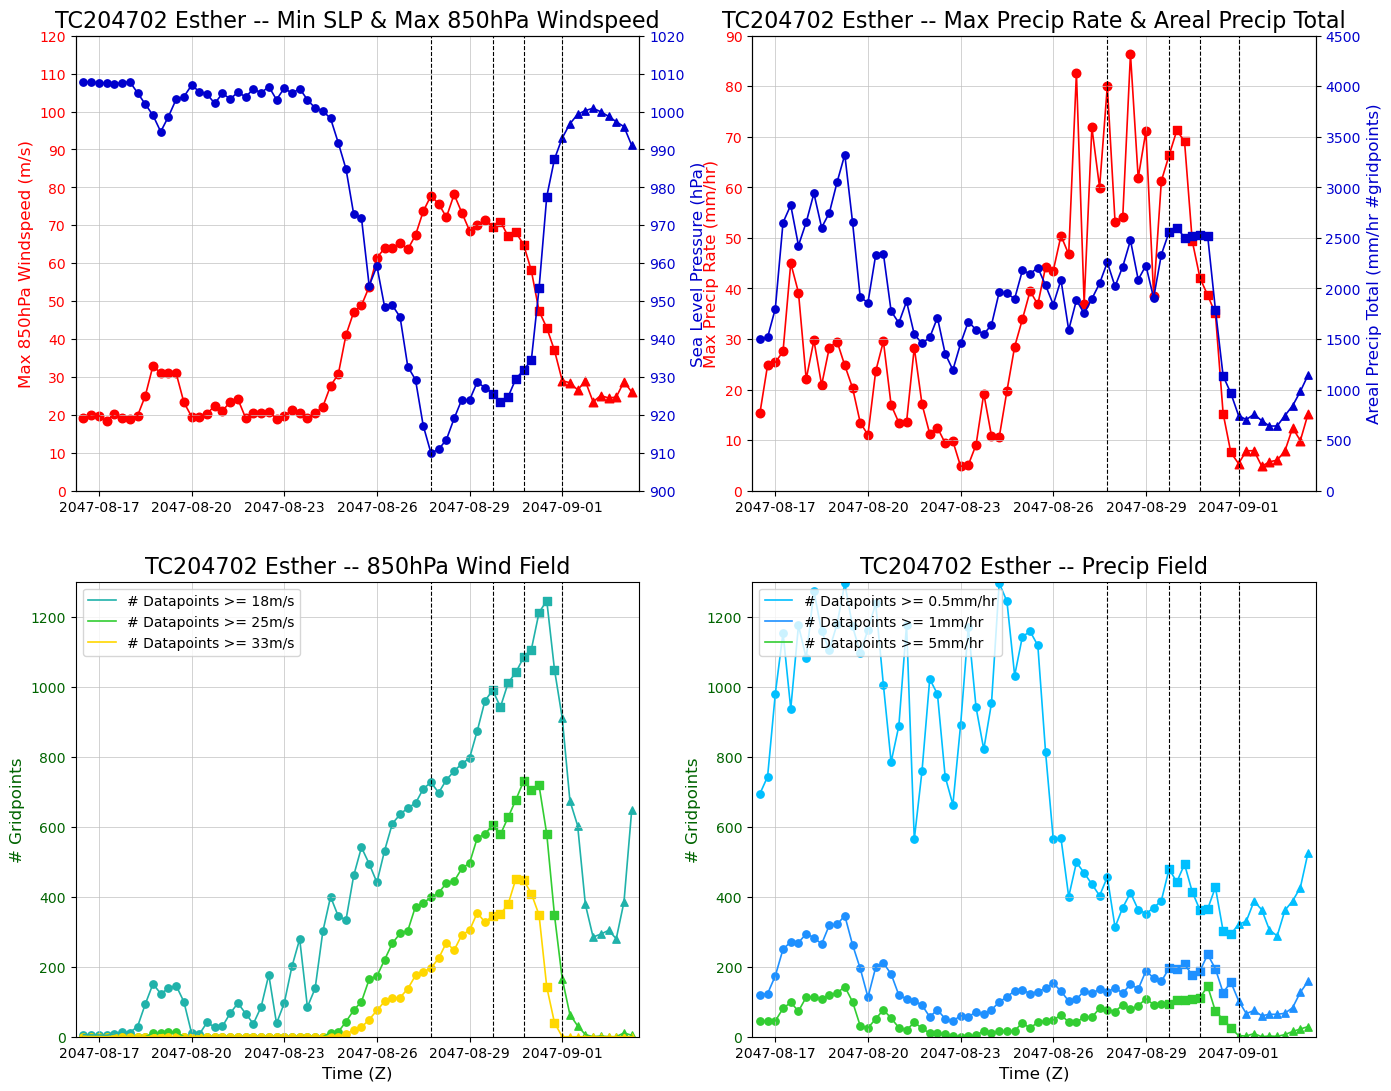 TC204702 Esther -- Min SLP & Max 850hPa Windspeed
Max 850hPa Windspeed (m/s)
120
110
100
90
80
70
60
50
40
30
20
10
0
1020
1010
1000
990
980
970
960
950
940
930
920
910
900
Sea Level Pressure (hPa)
2047-08-17 2047-08-20 2047-08-23 2047-08-26 2047-08-29 2047-09-01
TC204702 Esther -- Max Precip Rate & Areal Precip Total
Max Precip Rate (mm/hr)
90
80
70
60
50
40
30
20
10
0
4500
4000
3500
3000
2500
2000
1500
1000
500
0
Areal Precip Total (mm/hr #gridpoints)
2047-08-17 2047-08-20 2047-08-23 2047-08-26 2047-08-29 2047-09-01
TC204702 Esther -- 850hPa Wind Field
# Datapoints >= 18m/s
# Datapoints >= 25m/s
# Datapoints >= 33m/s
# Gridpoints
1200
1000
800
600
400
200
0
2047-08-17 2047-08-20 2047-08-23 2047-08-26 2047-08-29 2047-09-01
Time (Z)
TC204702 Esther -- Precip Field
# Datapoints >= 0.5mm/hr
# Datapoints >= 1mm/hr
# Datapoints >= 5mm/hr
# Gridpoints
1200
1000
800
600
400
200
0
2047-08-17 2047-08-20 2047-08-23 2047-08-26 2047-08-29 2047-09-01
Time (Z)